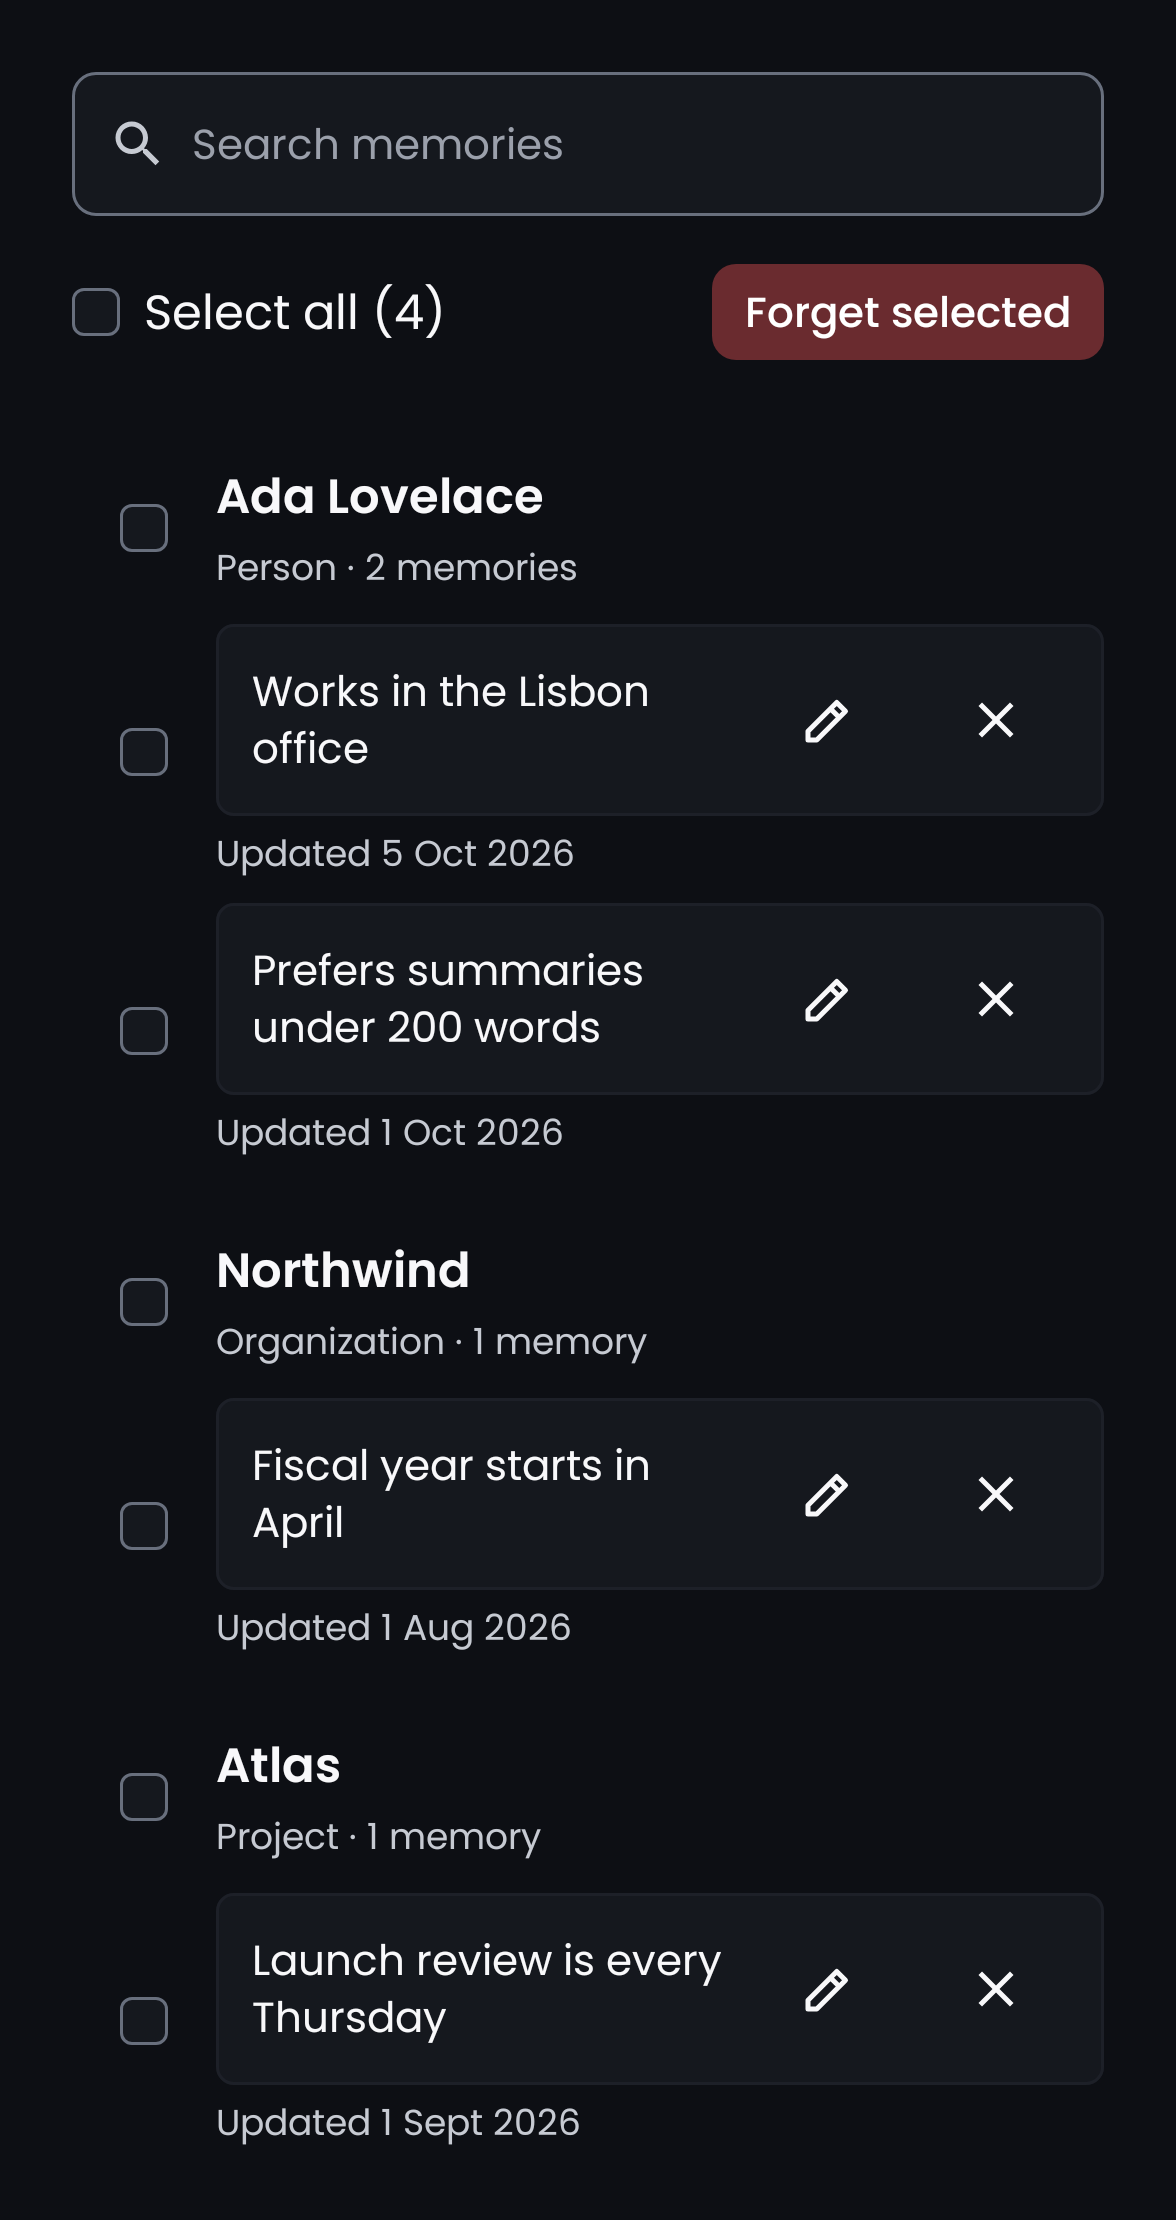 Search memories
Select all (4)
Forget selected
Ada Lovelace
Person · 2 memories
Works in the Lisbon
office
Updated 5 Oct 2026
Prefers summaries
under 200 words
Updated 1 Oct 2026
Northwind
Organization · 1 memory
Fiscal year starts in
April
Updated 1 Aug 2026
Atlas
Project · 1 memory
Launch review is every
Thursday
Updated 1 Sept 2026